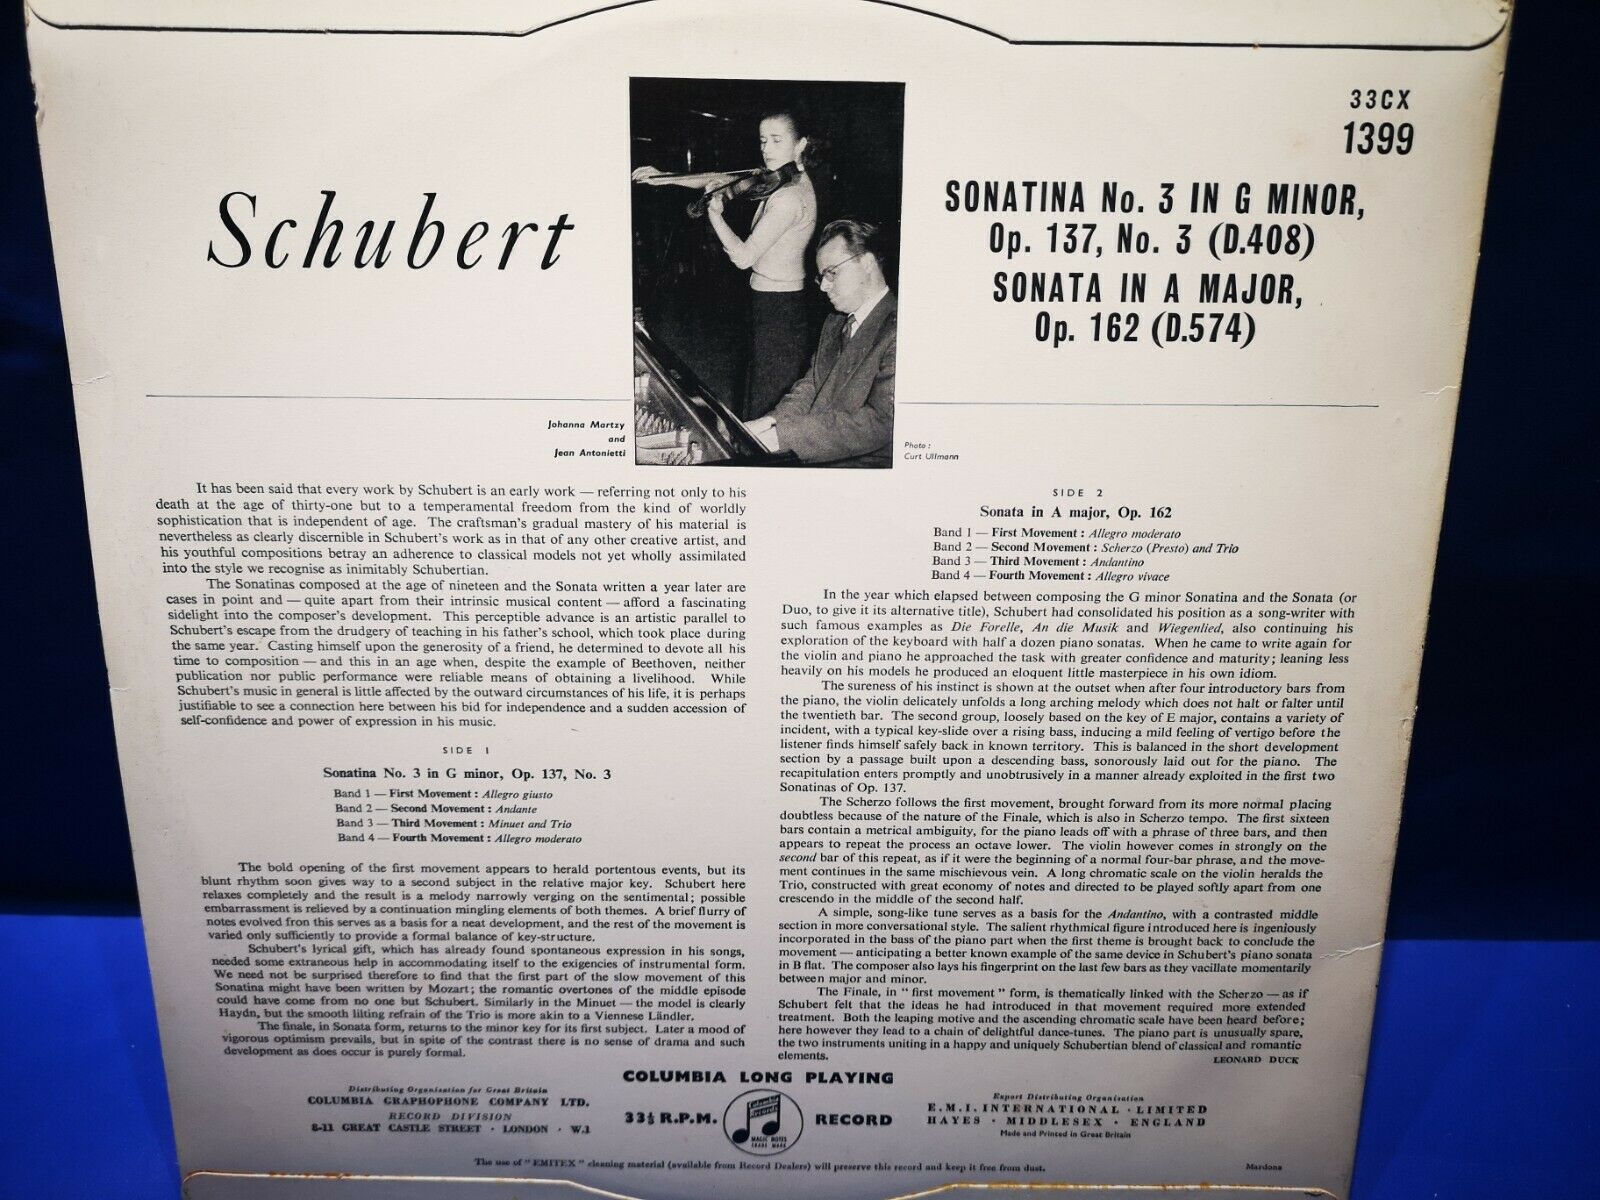 33CX
1399
Schubert
SONATINA No. 3 IN G MINOR,
Op. 137, No. 3 (D.408)
SONATA IN A MAJOR,
Op. 162 (D.574)
Johanna Martzy
and
Jean Antonietti
Photo :
Curt Ullmann
It has been said that every work by Schubert is an early work — referring not only to his
death at the age of thirty-one but to a temperamental freedom from the kind of worldly
sophistication that is independent of age. The craftsman's gradual mastery of his material is
nevertheless as clearly discernible in Schubert's work as in that of any other creative artist, and
his youthful compositions betray an adherence to classical models not yet wholly assimilated
into the style we recognise as inimitably Schubertian.
The Sonatinas composed at the age of nineteen and the Sonata written a year later are
cases in point and — quite apart from their intrinsic musical content — afford a fascinating
sidelight into the composer's development. This perceptible advance is an artistic parallel to
Schubert's escape from the drudgery of teaching in his father's school, which took place during
the same year. Casting himself upon the generosity of a friend, he determined to devote all his
time to composition — and this in an age when, despite the example of Beethoven, neither
publication nor public performance were reliable means of obtaining a livelihood. While
Schubert's music in general is little affected by the outward circumstances of his life, it is perhaps
justifiable to see a connection here between his bid for independence and a sudden accession of
self-confidence and power of expression in his music.
SIDE 1
Sonatina No. 3 in G minor, Op. 137, No. 3
Band 1 — First Movement : Allegro giusto
Band 2 — Second Movement : Andante
Band 3 — Third Movement : Minuet and Trio
Band 4 — Fourth Movement : Allegro moderato
The bold opening of the first movement appears to herald portentous events, but its
blunt rhythm soon gives way to a second subject in the relative major key. Schubert here
relaxes completely and the result is a melody narrowly verging on the sentimental; possible
embarrassment is relieved by a continuation mingling elements of both themes. A brief flurry of
notes evolved fron this serves as a basis for a neat development, and the rest of the movement is
varied only sufficiently to provide a formal balance of key-structure.
Schubert's lyrical gift, which has already found spontaneous expression in his songs,
needed some extraneous help in accommodating itself to the exigencies of instrumental form.
We need not be surprised therefore to find that the first part of the slow movement of this
Sonatina might have been written by Mozart; the romantic overtones of the middle episode
could have come from no one but Schubert. Similarly in the Minuet — the model is clearly
Haydn, but the smooth lilting refrain of the Trio is more akin to a Viennese Ländler.
The finale, in Sonata form, returns to the minor key for its first subject. Later a mood of
vigorous optimism prevails, but in spite of the contrast there is no sense of drama and such
development as does occur is purely formal.
SIDE 2
Sonata in A major, Op. 162
Band 1 — First Movement : Allegro moderato
Band 2 — Second Movement : Scherzo (Presto) and Trio
Band 3 — Third Movement : Andantino
Band 4 — Fourth Movement : Allegro vivace
In the year which elapsed between composing the G minor Sonatina and the Sonata (or
Duo, to give it its alternative title), Schubert had consolidated his position as a song-writer with
such famous examples as Die Forelle, An die Musik and Wiegenlied, also continuing his
exploration of the keyboard with half a dozen piano sonatas. When he came to write again for
the violin and piano he approached the task with greater confidence and maturity; leaning less
heavily on his models he produced an eloquent little masterpiece in his own idiom.
The sureness of his instinct is shown at the outset when after four introductory bars from
the piano, the violin delicately unfolds a long arching melody which does not halt or falter until
the twentieth bar. The second group, loosely based on the key of E major, contains a variety of
incident, with a typical key-slide over a rising bass, inducing a mild feeling of vertigo before the
listener finds himself safely back in known territory. This is balanced in the short development
section by a passage built upon a descending bass, sonorously laid out for the piano. The
recapitulation enters promptly and unobtrusively in a manner already exploited in the first two
Sonatinas of Op. 137.
The Scherzo follows the first movement, brought forward from its more normal placing
doubtless because of the nature of the Finale, which is also in Scherzo tempo. The first sixteen
bars contain a metrical ambiguity, for the piano leads off with a phrase of three bars, and then
appears to repeat the process an octave lower. The violin however comes in strongly on the
second bar of this repeat, as if it were the beginning of a normal four-bar phrase, and the move-
ment continues in the same mischievous vein. A long chromatic scale on the violin heralds the
Trio, constructed with great economy of notes and directed to be played softly apart from one
crescendo in the middle of the second half.
A simple, song-like tune serves as a basis for the Andantino, with a contrasted middle
section in more conversational style. The salient rhythmical figure introduced here is ingeniously
incorporated in the bass of the piano part when the first theme is brought back to conclude the
movement — anticipating a better known example of the same device in Schubert's piano sonata
in B flat. The composer also lays his fingerprint on the last few bars as they vacillate momentarily
between major and minor.
The Finale, in " first movement " form, is thematically linked with the Scherzo — as if
Schubert felt that the ideas he had introduced in that movement required more extended
treatment. Both the leaping motive and the ascending chromatic scale have been heard before;
here however they lead to a chain of delightful dance-tunes. The piano part is unusually spare,
the two instruments uniting in a happy and uniquely Schubertian blend of classical and romantic
elements.
LEONARD DUCK
COLUMBIA LONG PLAYING
33⅓ R.P.M.
RECORD
Columbia
Records
MAGIC NOTES
TRADE MARK
Distributing Organisation for Great Britain
COLUMBIA GRAPHOPHONE COMPANY LTD.
RECORD DIVISION
8-11 GREAT CASTLE STREET · LONDON · W.1
Export Distributing Organisation
E.M.I. INTERNATIONAL · LIMITED
HAYES · MIDDLESEX · ENGLAND
Made and Printed in Great Britain
The use of " EMITEX " cleaning material (available from Record Dealers) will preserve this record and keep it free from dust.
Mardons